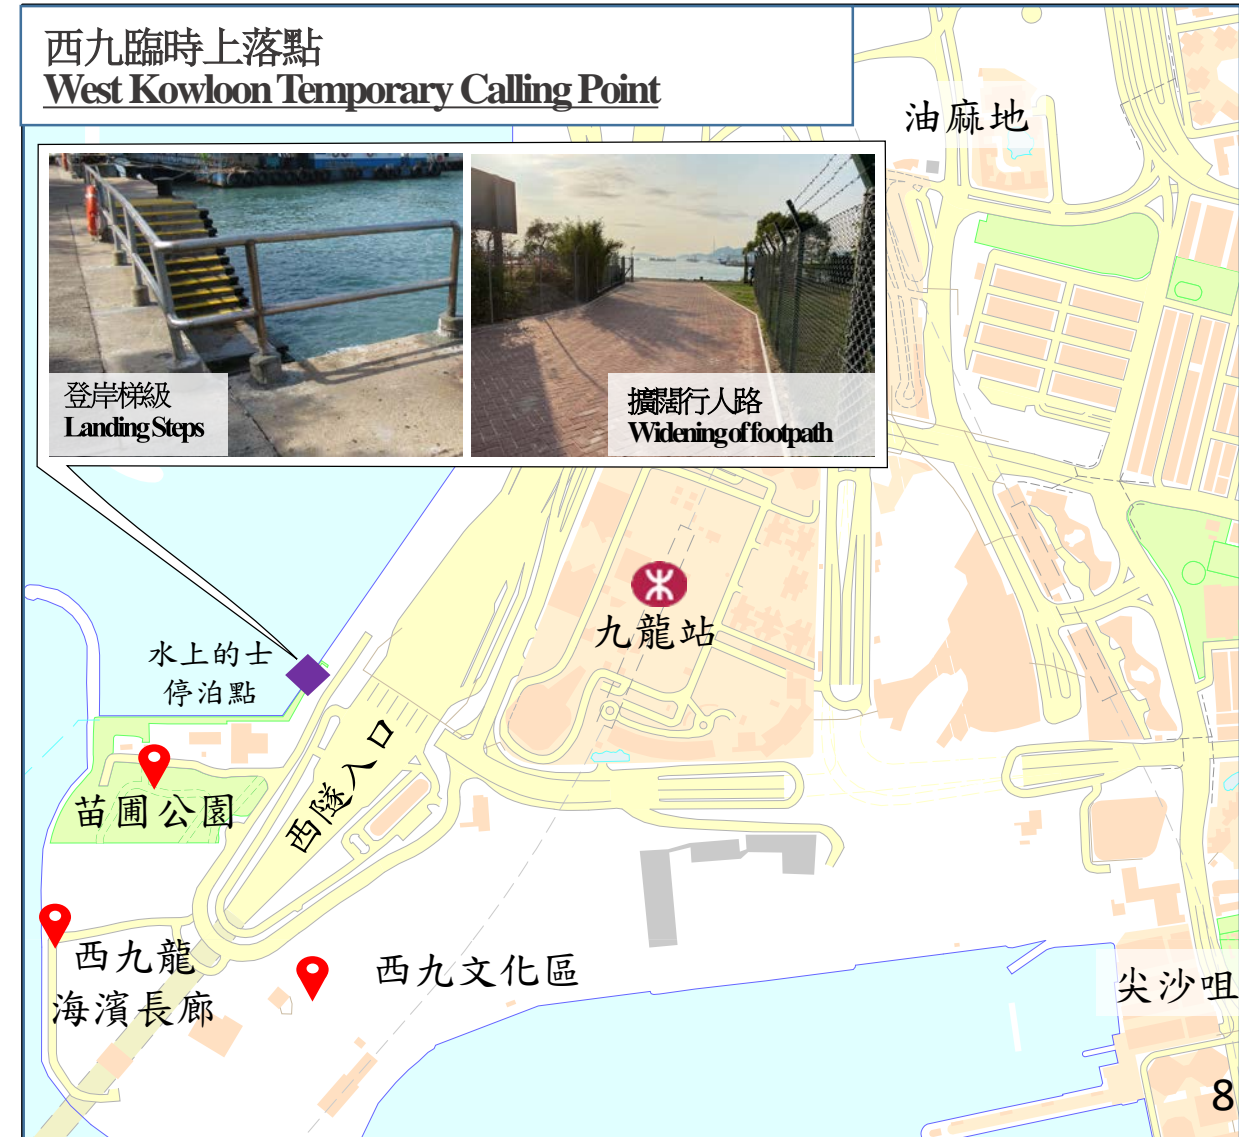 西九臨時上落點
West Kowloon Temporary Calling Point
油麻地
登岸梯級
Landing Steps
擴闊行人路
Widening of footpath
九龍站
水上的士
停泊點
西隧入口
苗圃公園
西九龍
海濱長廊
西九文化區
尖沙咀
8